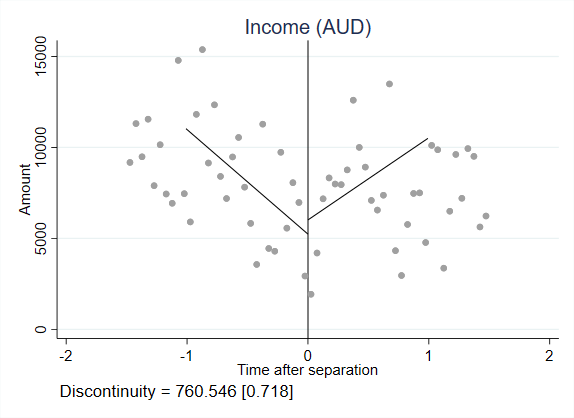 Income (AUD)
15000
10000
5000
0
Amount
-2
-1
0
1
2
Time after separation
Discontinuity = 760.546 [0.718]